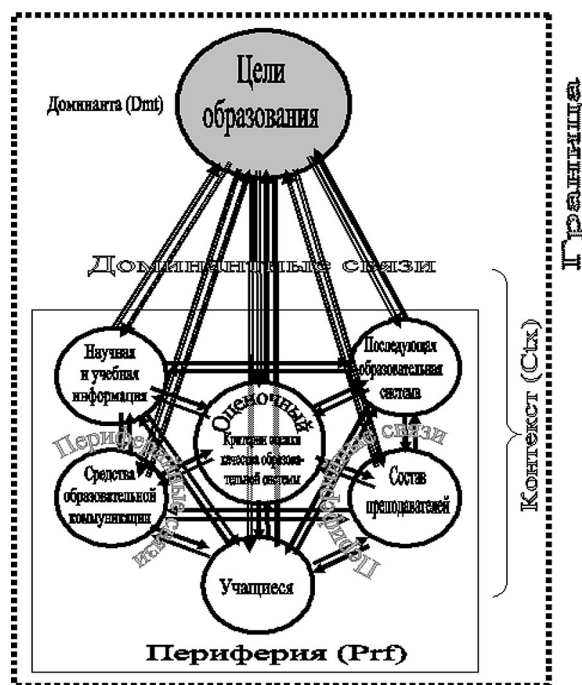 Цели
образования
Доминанта (Dmt)
Граница
Доминантные связи
Контекст (Ctx)
Научная
и учебная
информация
Последующая
образовательная
система
Оценочный
Критерии оценки
качества образова-
тельной системы
Периферийные связи
Периферийные связи
Средства
образовательной
коммуникации
Состав
преподавателей
Учащиеся
Периферия (Prf)